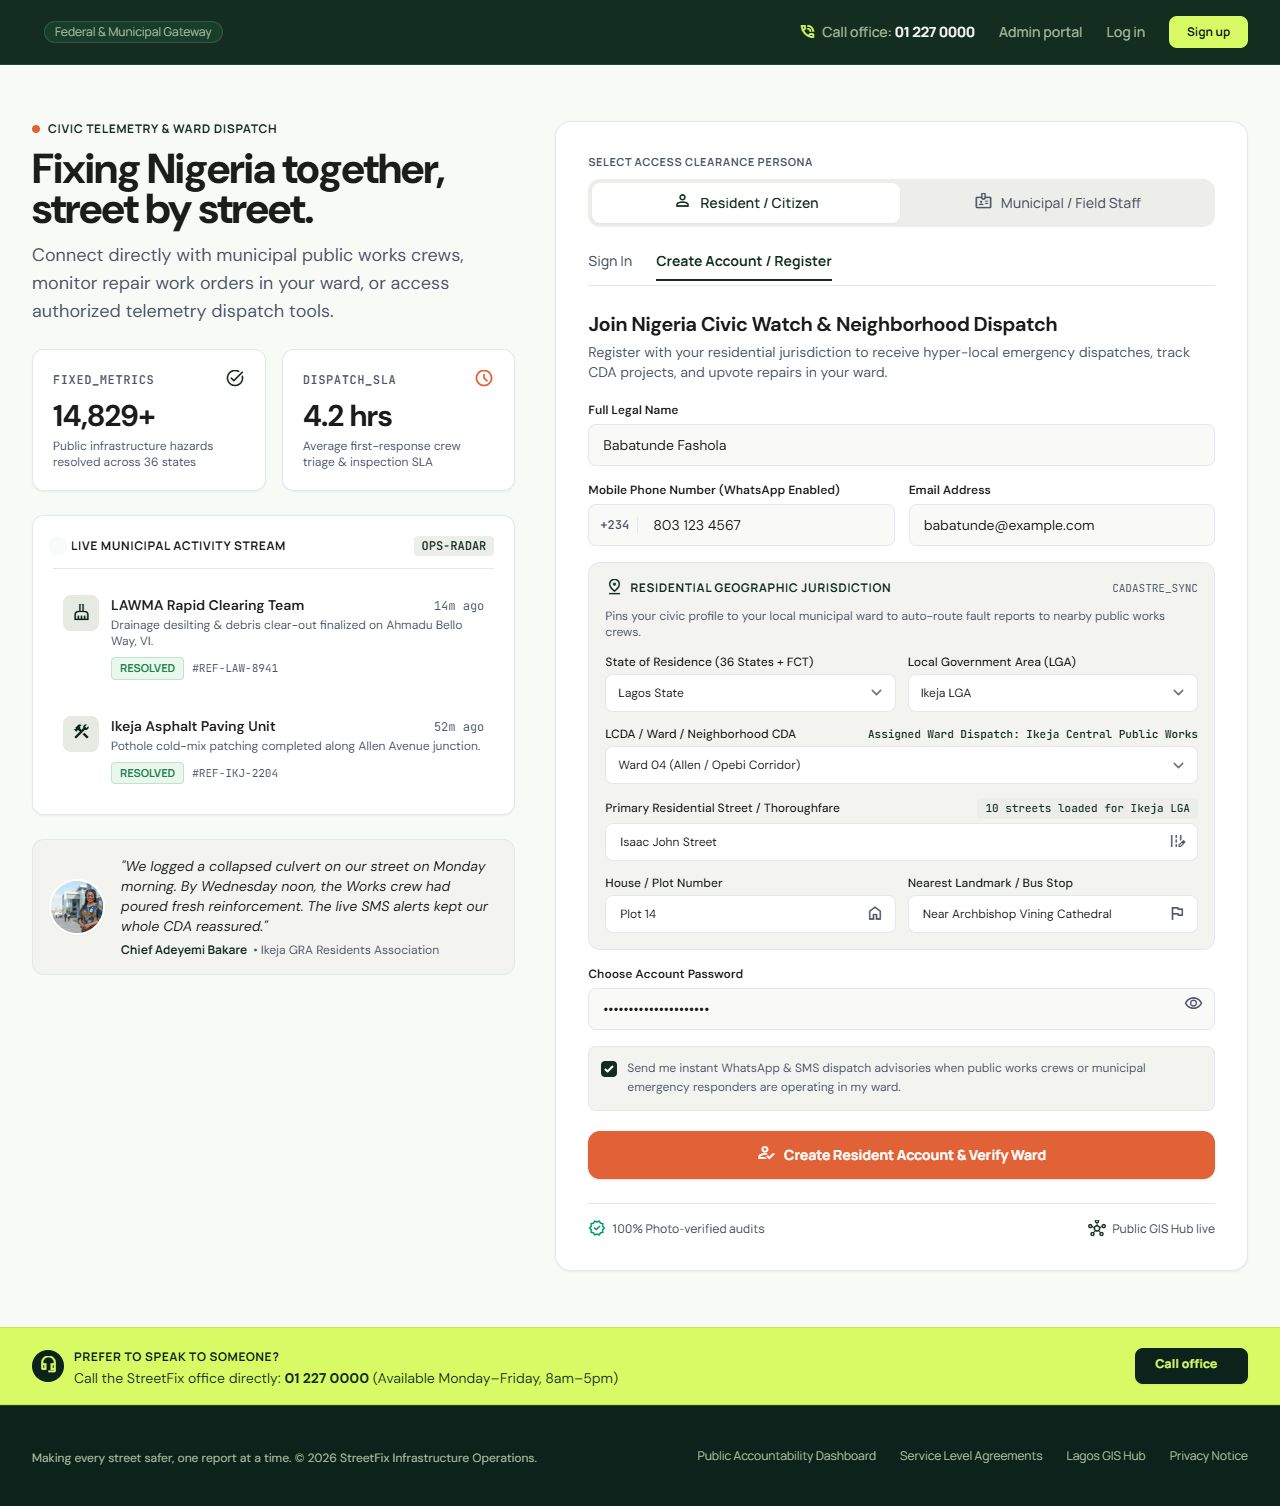 Federal & Municipal Gateway
Call office: 01 227 0000
Admin portal
Log in
Sign up
CIVIC TELEMETRY & WARD DISPATCH
Fixing Nigeria together,
street by street.
Connect directly with municipal public works crews,
monitor repair work orders in your ward, or access
authorized telemetry dispatch tools.
FIXED_METRICS
14,829+
Public infrastructure hazards
resolved across 36 states
DISPATCH_SLA
4.2 hrs
Average first-response crew
triage & inspection SLA
LIVE MUNICIPAL ACTIVITY STREAM
OPS-RADAR
LAWMA Rapid Clearing Team
14m ago
Drainage desilting & debris clear-out finalized on Ahmadu Bello
Way, VI.
RESOLVED
#REF-LAW-8941
Ikeja Asphalt Paving Unit
52m ago
Pothole cold-mix patching completed along Allen Avenue junction.
RESOLVED
#REF-IKJ-2204
"We logged a collapsed culvert on our street on Monday
morning. By Wednesday noon, the Works crew had
poured fresh reinforcement. The live SMS alerts kept our
whole CDA reassured."
Chief Adeyemi Bakare • Ikeja GRA Residents Association
SELECT ACCESS CLEARANCE PERSONA
Resident / Citizen
Municipal / Field Staff
Sign In
Create Account / Register
Join Nigeria Civic Watch & Neighborhood Dispatch
Register with your residential jurisdiction to receive hyper-local emergency dispatches, track
CDA projects, and upvote repairs in your ward.
Full Legal Name
Babatunde Fashola
Mobile Phone Number (WhatsApp Enabled)
+234
803 123 4567
Email Address
babatunde@example.com
RESIDENTIAL GEOGRAPHIC JURISDICTION
CADASTRE_SYNC
Pins your civic profile to your local municipal ward to auto-route fault reports to nearby public works
crews.
State of Residence (36 States + FCT)
Lagos State
Local Government Area (LGA)
Ikeja LGA
LCDA / Ward / Neighborhood CDA
Assigned Ward Dispatch: Ikeja Central Public Works
Ward 04 (Allen / Opebi Corridor)
Primary Residential Street / Thoroughfare
10 streets loaded for Ikeja LGA
Isaac John Street
House / Plot Number
Plot 14
Nearest Landmark / Bus Stop
Near Archbishop Vining Cathedral
Choose Account Password
•••••••••••••••••••••
Send me instant WhatsApp & SMS dispatch advisories when public works crews or municipal
emergency responders are operating in my ward.
Create Resident Account & Verify Ward
100% Photo-verified audits
Public GIS Hub live
PREFER TO SPEAK TO SOMEONE?
Call the StreetFix office directly: 01 227 0000 (Available Monday–Friday, 8am–5pm)
Call office
Making every street safer, one report at a time. © 2026 StreetFix Infrastructure Operations.
Public Accountability Dashboard
Service Level Agreements
Lagos GIS Hub
Privacy Notice